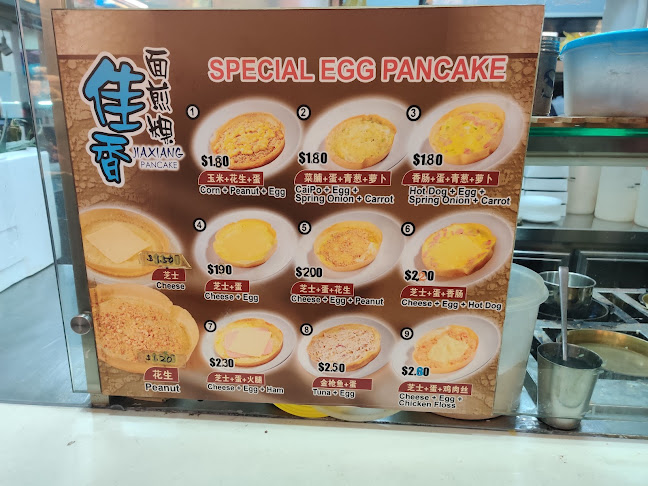 SPECIAL EGG PANCAKE
佳香
面煎粿
JIAXIANG
PANCAKE
1
$1.80
玉米+花生+蛋
Corn + Peanut + Egg
2
$1.80
菜脯+蛋+青葱+萝卜
CaiPo + Egg +
Spring Onion + Carrot
3
$1.80
香肠+蛋+青葱+萝卜
Hot Dog + Egg +
Spring Onion + Carrot
$1.50
芝士
Cheese
4
$1.90
芝士+蛋
Cheese + Egg
5
$2.00
芝士+蛋+花生
Cheese + Egg + Peanut
6
$2.20
芝士+蛋+香肠
Cheese + Egg + Hot Dog
$1.20
花生
Peanut
7
$2.30
芝士+蛋+火腿
Cheese + Egg + Ham
8
$2.50
金枪鱼+蛋
Tuna + Egg
9
$2.60
芝士+蛋+鸡肉丝
Cheese + Egg +
Chicken Floss